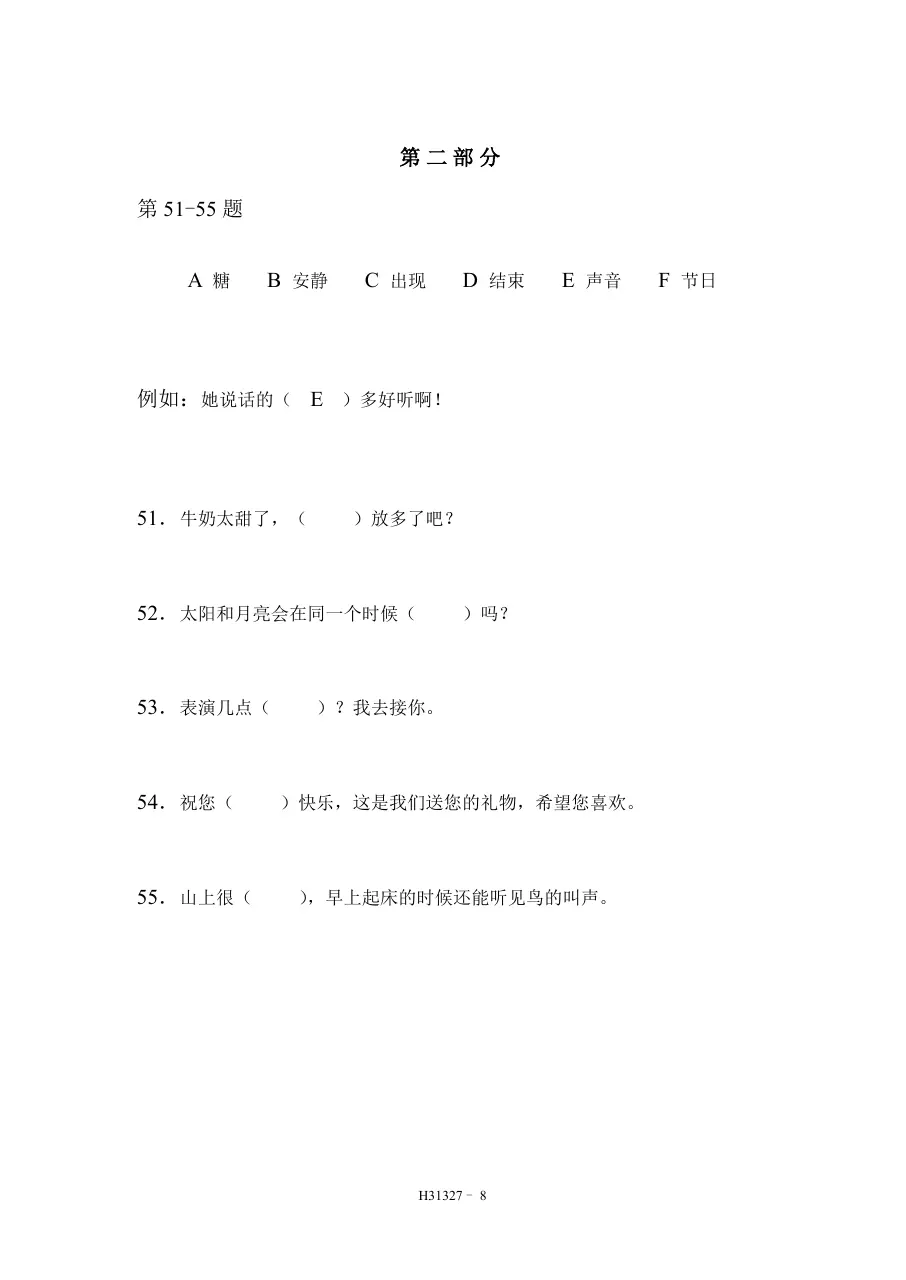 第二部分
第 51-55 题
A 糖 B 安静 C 出现 D 结束 E 声音 F 节日
例如：她说话的（ E ）多好听啊！
51．牛奶太甜了，（ ）放多了吧？
52．太阳和月亮会在同一个时候（ ）吗？
53．表演几点（ ）？我去接你。
54．祝您（ ）快乐，这是我们送您的礼物，希望您喜欢。
55．山上很（ ），早上起床的时候还能听见鸟的叫声。
H31327 - 8